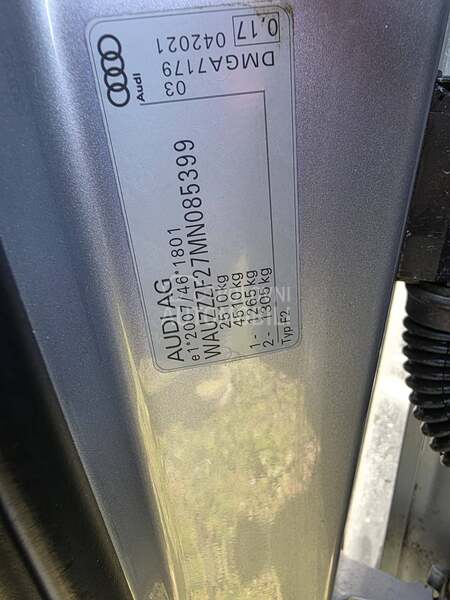 Audi
0,17 042021
DMGA7179
03
AUDI AG
e1*2007/46*1801
WAUZZZF27MN085399
2510kg
4510kg
1- 1265kg
2- 1305kg
Typ F2